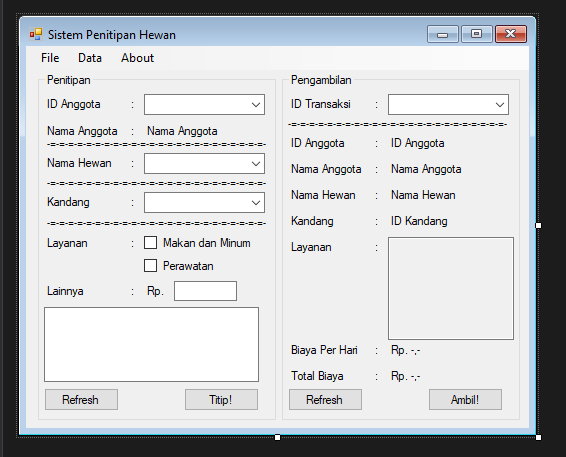 Sistem Penitipan Hewan
File Data About
Penitipan
ID Anggota :
Nama Anggota : Nama Anggota
-=-=-=-=-=-=-=-=-=-=-=-=-=-=-=-=-=-=-=-=-
Nama Hewan :
-=-=-=-=-=-=-=-=-=-=-=-=-=-=-=-=-=-=-=-=-
Kandang :
-=-=-=-=-=-=-=-=-=-=-=-=-=-=-=-=-=-=-=-=-
Layanan : Makan dan Minum
Perawatan
Lainnya : Rp.
Refresh Titip!
Pengambilan
ID Transaksi :
-=-=-=-=-=-=-=-=-=-=-=-=-=-=-=-=-=-=-=-=-
ID Anggota : ID Anggota
Nama Anggota : Nama Anggota
Nama Hewan : Nama Hewan
Kandang : ID Kandang
Layanan :
Biaya Per Hari : Rp. -,-
Total Biaya : Rp. -,-
Refresh Ambil!